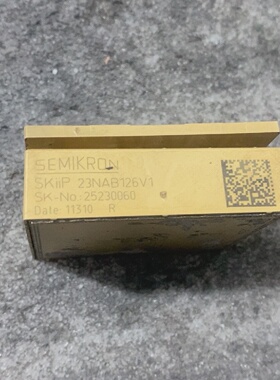 SEMIKRON
SKiiP 23NAB126V1
SK-No.25230060
Date 11310 R